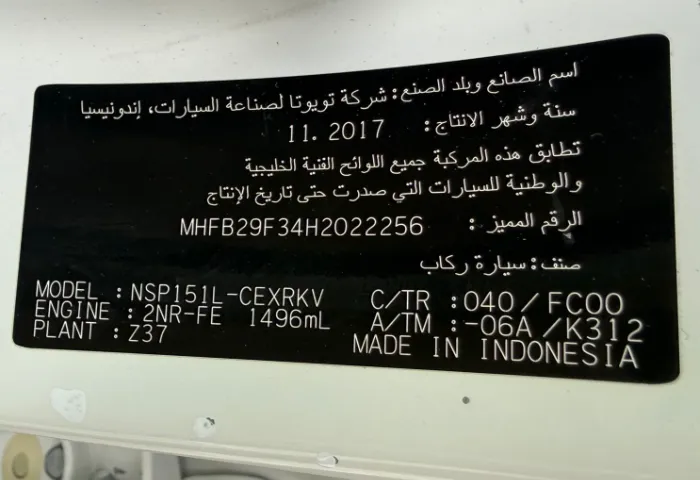 اسم الصانع وبلد الصنع: شركة تويوتا لصناعة السيارات، إندونيسيا
سنة وشهر الانتاج: 11. 2017
تطابق هذه المركبة جميع اللوائح الفنية الخليجية
والوطنية للسيارات التي صدرت حتى تاريخ الإنتاج
الرقم المميز: MHFB29F34H2022256
صنف: سيارة ركاب
MODEL : NSP151L-CEXRKV C/TR : 040 / FC00
ENGINE : 2NR-FE 1496mL A/TM : -06A / K312
PLANT : Z37 MADE IN INDONESIA